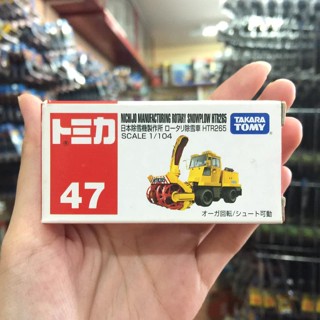 トミカ
47
NICHIJO MANUFACTURING ROTARY SNOWPLOW HTR265
日本除雪機製作所 ロータリ除雪車 HTR265
SCALE 1/104
TAKARA
TOMY
オーガ回転/シュート可動